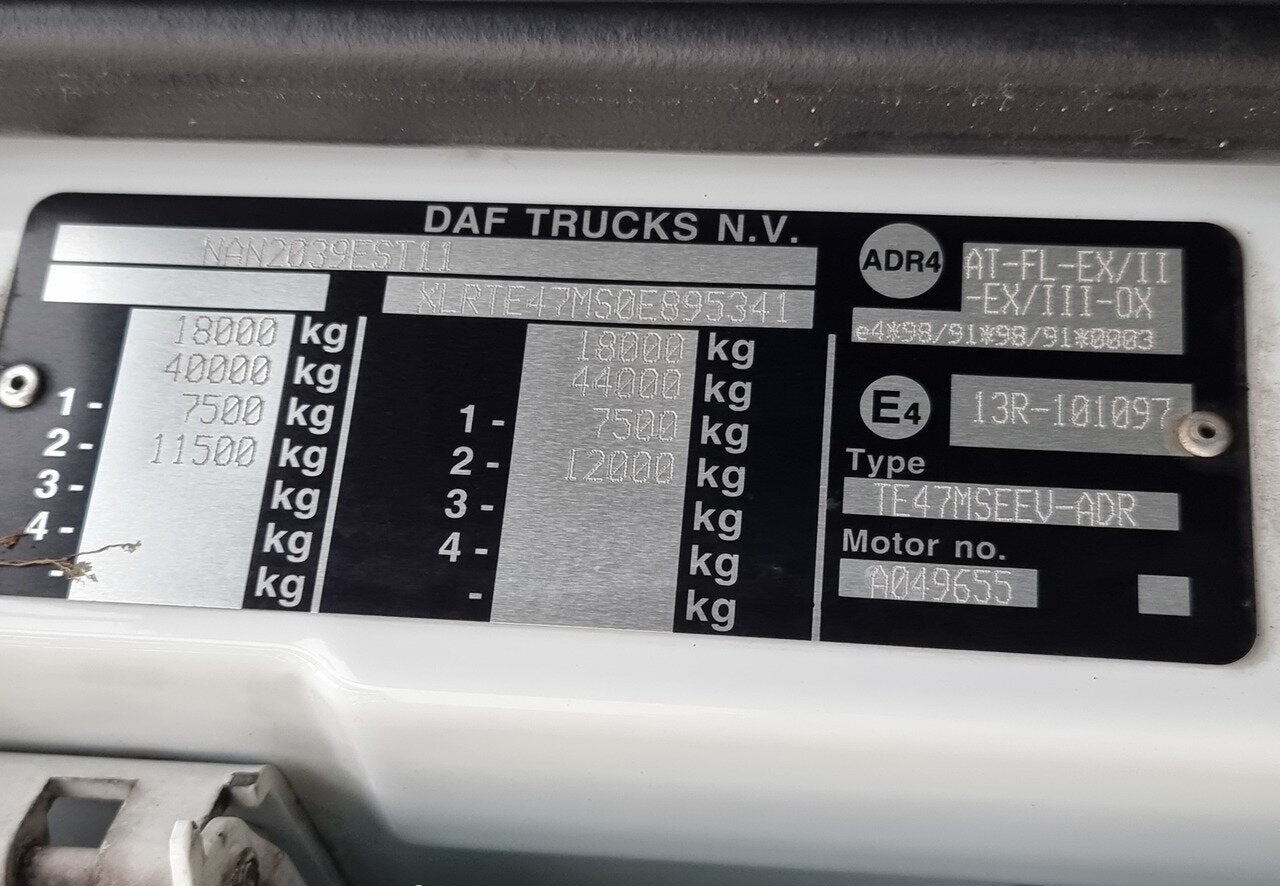 DAF TRUCKS N.V.
NAN2039EST11
XLRTE47MS0E895341
18000 kg
40000 kg
1 - 7500 kg
2 - 11500 kg
3 - kg
4 - kg
- kg
18000 kg
44000 kg
1 - 7500 kg
2 - 12000 kg
3 - kg
4 - kg
- kg
ADR4
AT-FL-EX/II
-EX/III-OX
e4*98/91*98/91*0003
E4 13R-101097
Type
TE47MSEEV-ADR
Motor no.
A049655